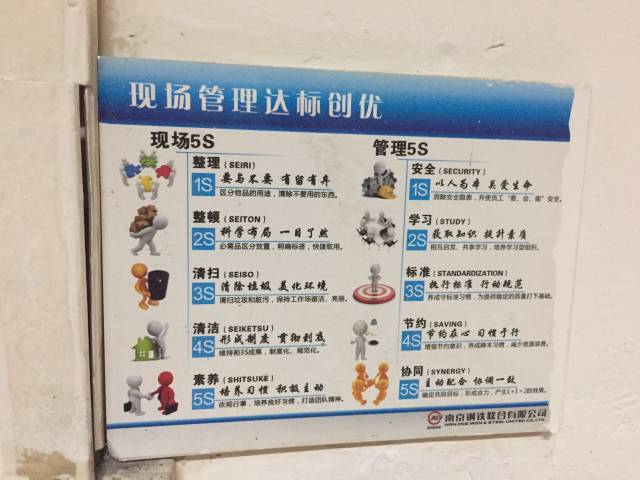 现场管理达标创优
现场5S
整理 (SEIRI)
1S 要与不要 有留有弃
区分物品的用途，清除不要用的东西。
整顿 (SEITON)
2S 科学布局 一目了然
必需品区分放置，明确标签，快捷取用。
清扫 (SEISO)
3S 清除垃圾 美化环境
清扫垃圾和脏污，保持工作场整洁、亮丽。
清洁 (SEIKETSU)
4S 形成制度 贯彻到底
维持前3S成果，制度化、规范化。
素养 (SHITSUKE)
5S 培养习惯 积极主动
依规行事，培养良好习惯，打造团队精神。
管理5S
安全 (SECURITY)
1S 以人为本 关爱生命
消除安全隐患，并使员工“要、会、能”安全。
学习 (STUDY)
2S 获取知识 提升素质
相互启发、共享学习，培养学习型组织。
标准 (STANDARDIZATION)
3S 执行标准 行动规范
养成守标准习惯，为提供稳定的质量打下基础。
节约 (SAVING)
4S 节约在心 习惯于行
增强节约意识，养成降本习惯，减少资源浪费。
协同 (SYNERGY)
5S 主动配合 协调一致
确定共同目标，形成合力，产生1+1>2的效果。
南京钢铁联合有限公司
NANJING IRON & STEEL UNITED CO.,LTD.